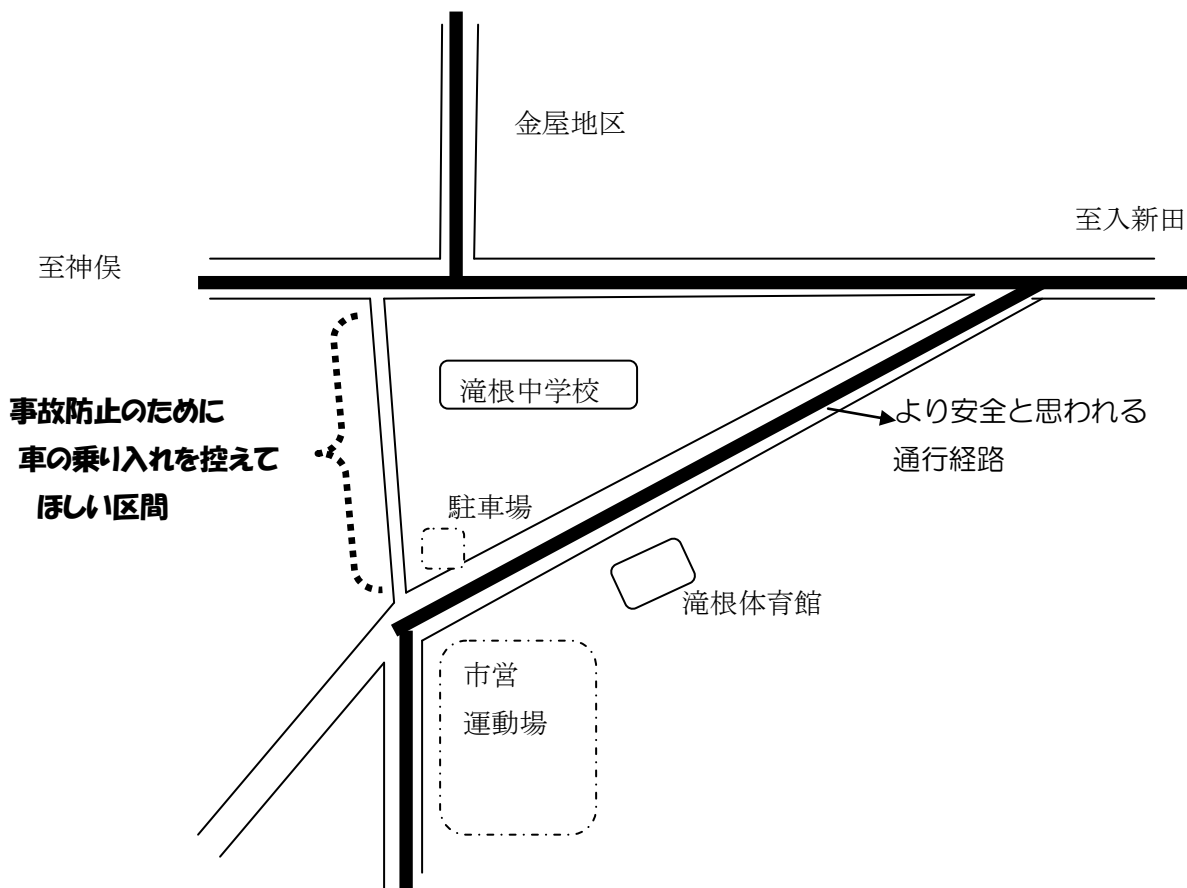 金屋地区
至入新田
至神俣
滝根中学校
事故防止のために
車の乗り入れを控えて
ほしい区間
より安全と思われる
通行経路
駐車場
滝根体育館
市営
運動場